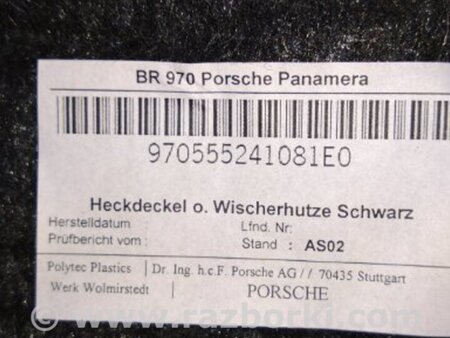 BR 970 Porsche Panamera
970555241081E0
Heckdeckel o. Wischerhutze Schwarz
Herstelldatum Lfnd. Nr:
Prüfbericht vom : Stand : AS02
Polytec Plastics Dr. Ing. h.c.F. Porsche AG // 70435 Stuttgart
Werk Wolmirstedt PORSCHE
© www.razborki.com